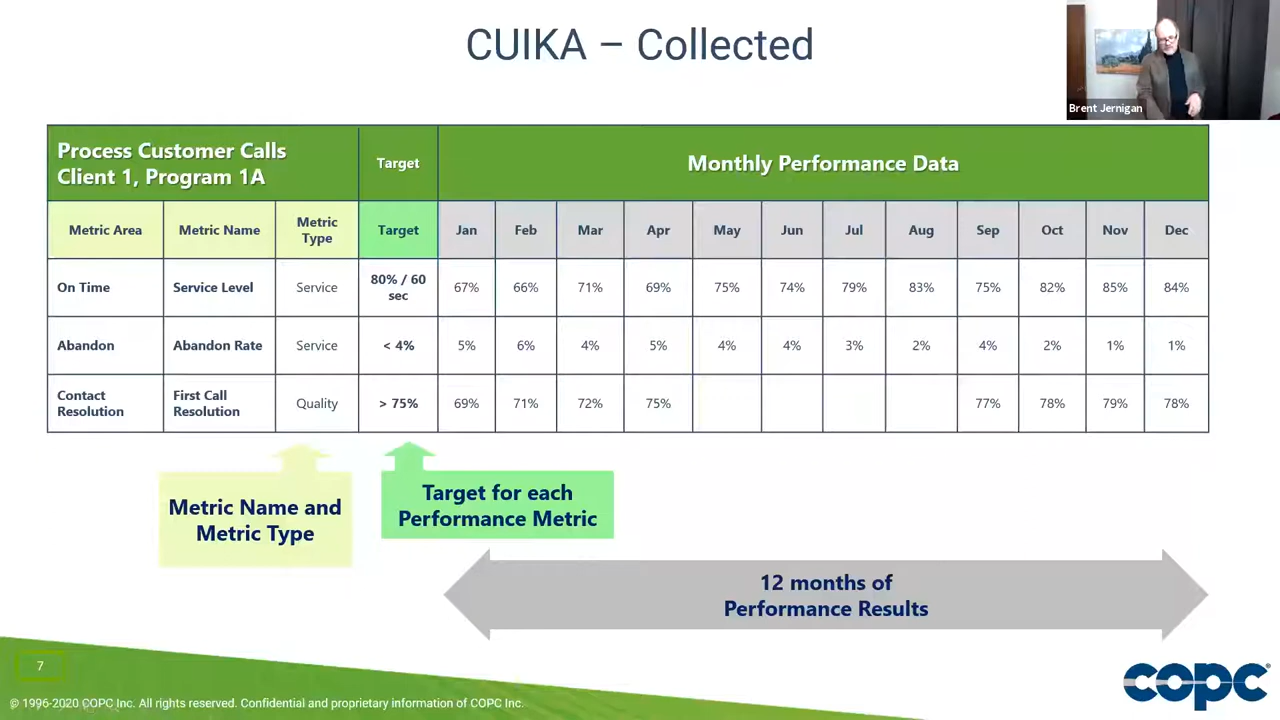 CUIKA – Collected
Brent Jernigan
Process Customer Calls
Client 1, Program 1A
Target
Monthly Performance Data
Metric Area
Metric Name
Metric
Type
Target
Jan
Feb
Mar
Apr
May
Jun
Jul
Aug
Sep
Oct
Nov
Dec
On Time
Service Level
Service
80% / 60
sec
67%
66%
71%
69%
75%
74%
79%
83%
75%
82%
85%
84%
Abandon
Abandon Rate
Service
< 4%
5%
6%
4%
5%
4%
4%
3%
2%
4%
2%
1%
1%
Contact
Resolution
First Call
Resolution
Quality
> 75%
69%
71%
72%
75%
77%
78%
79%
78%
Metric Name and
Metric Type
Target for each
Performance Metric
12 months of
Performance Results
7
© 1996-2020 COPC Inc. All rights reserved. Confidential and proprietary information of COPC Inc.
copc®